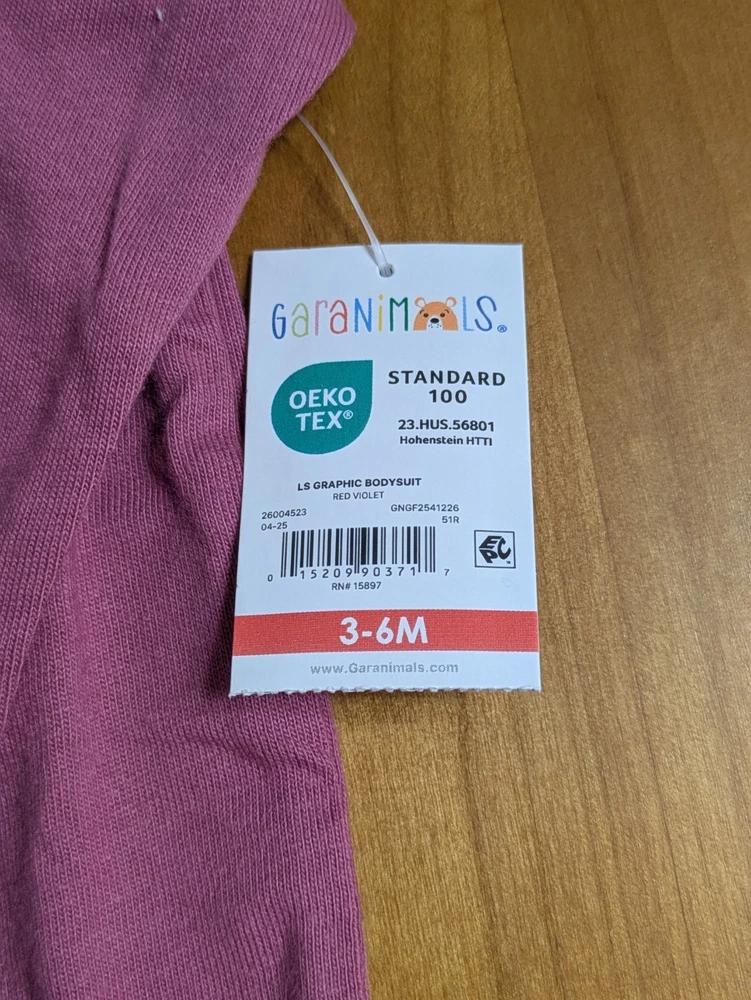 GaraNiMALS®
OEKO
TEX®
STANDARD
100
23.HUS.56801
Hohenstein HTTI
LS GRAPHIC BODYSUIT
RED VIOLET
26004523
GNGF2541226
04-25
51R
0 15209 90371 7
EPC™
RN# 15897
3-6M
www.Garanimals.com